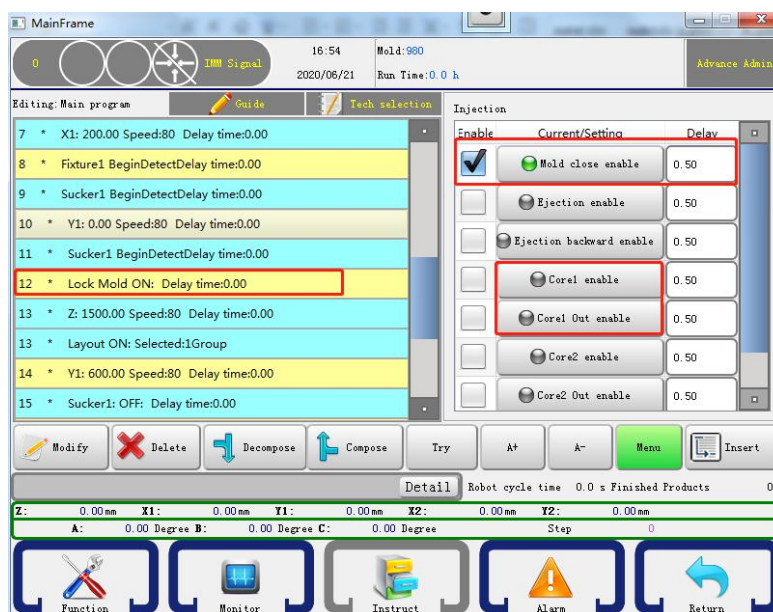 MainFrame
0 IMM Signal
16:54
2020/06/21
Mold:980
Run Time:0.0 h
Advance Admin
Editing:Main program
Guide
Tech selection
7 * X1: 200.00 Speed:80 Delay time:0.00
8 * Fixture1 BeginDetectDelay time:0.00
9 * Sucker1 BeginDetectDelay time:0.00
10 * Y1: 0.00 Speed:80 Delay time:0.00
11 * Sucker1 BeginDetectDelay time:0.00
12 * Lock Mold ON: Delay time:0.00
13 * Z: 1500.00 Speed:80 Delay time:0.00
13 * Layout ON: Selected:1Group
14 * Y1: 600.00 Speed:80 Delay time:0.00
15 * Sucker1: OFF: Delay time:0.00
Injection
Enable Current/Setting Delay
Mold close enable 0.50
Ejection enable 0.50
Ejection backward enable 0.50
Core1 enable 0.50
Core1 Out enable 0.50
Core2 enable 0.50
Core2 Out enable 0.50
Modify Delete Decompose Compose Try A+ A- Menu Insert
Detail Robot cycle time 0.0 s Finished Products 0
Z: 0.00mm X1: 0.00mm Y1: 0.00mm X2: 0.00mm Y2: 0.00mm
A: 0.00 Degree B: 0.00 Degree C: 0.00 Degree Step 0
Function Monitor Instruct Alarm Return